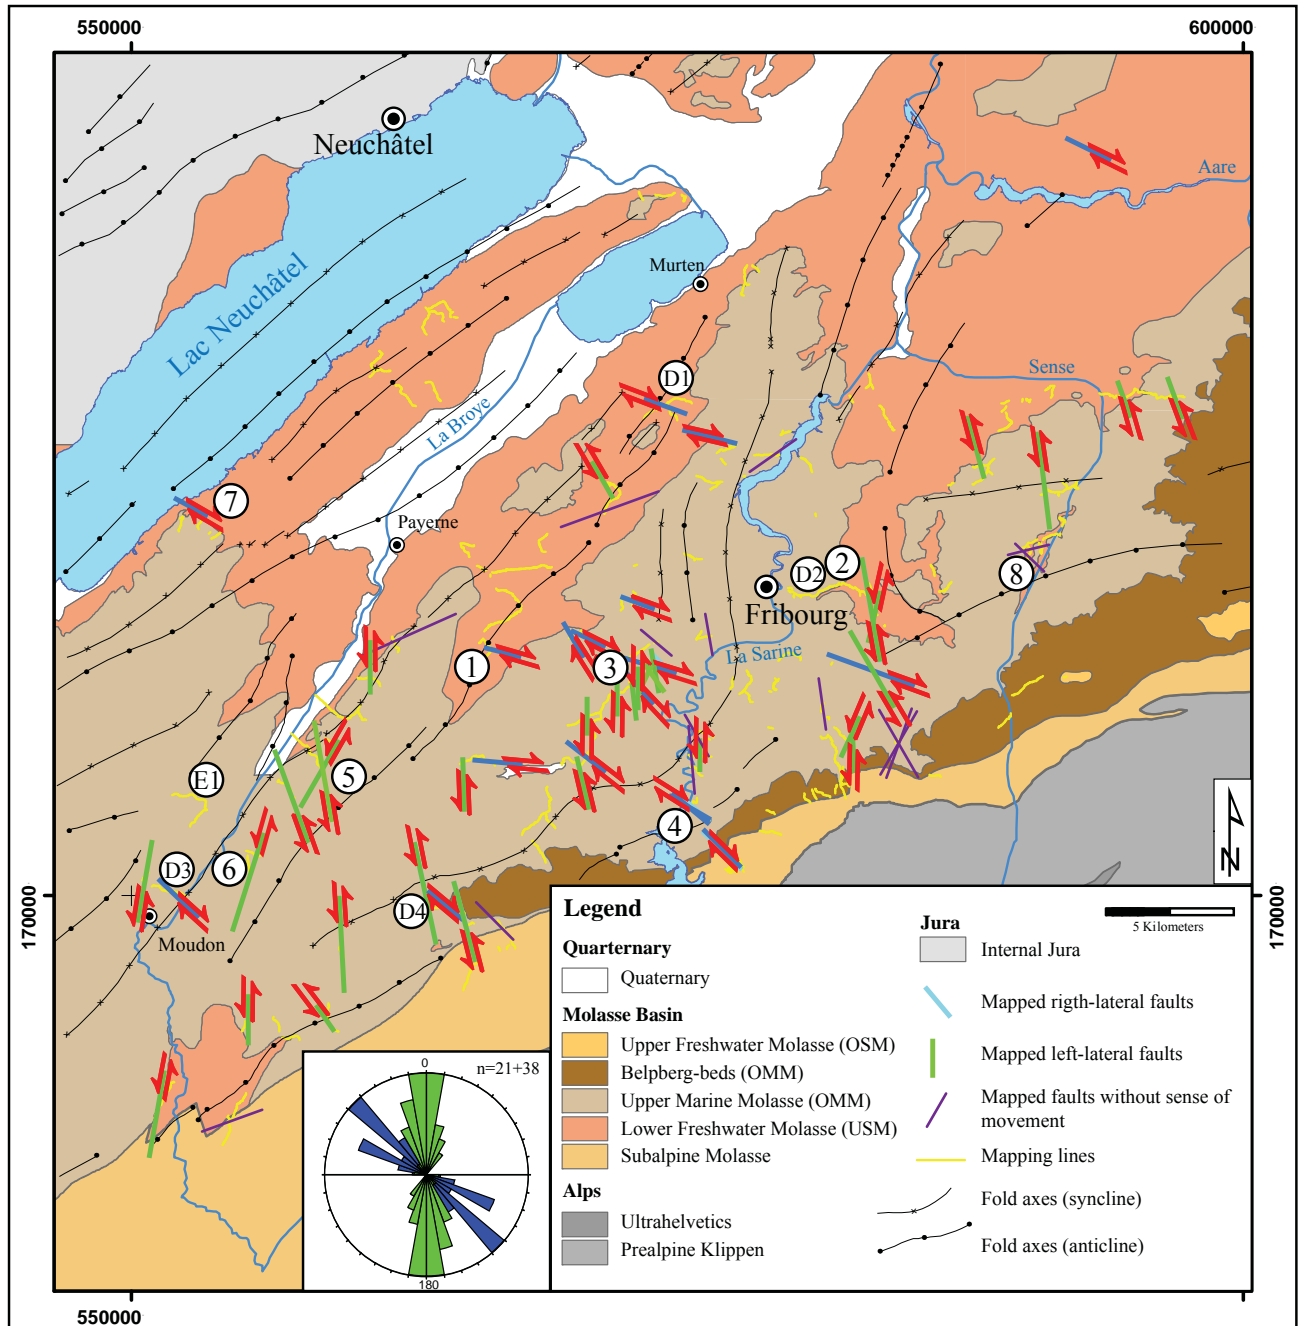 550000
600000
Neuchâtel
Aare
Lac Neuchâtel
Murten
Sense
D1
La Broye
7
Payerne
D2
2
8
Fribourg
1
3
La Sarine
5
E1
4
D3
6
D4
Moudon
170000
170000
N
n=21+38
0
180
Legend
Quarternary
Quaternary
Molasse Basin
Upper Freshwater Molasse (OSM)
Belpberg-beds (OMM)
Upper Marine Molasse (OMM)
Lower Freshwater Molasse (USM)
Subalpine Molasse
Alps
Ultrahelvetics
Prealpine Klippen
5 Kilometers
Jura
Internal Jura
Mapped rigth-lateral faults
Mapped left-lateral faults
Mapped faults without sense of
movement
Mapping lines
Fold axes (syncline)
Fold axes (anticline)
550000
600000